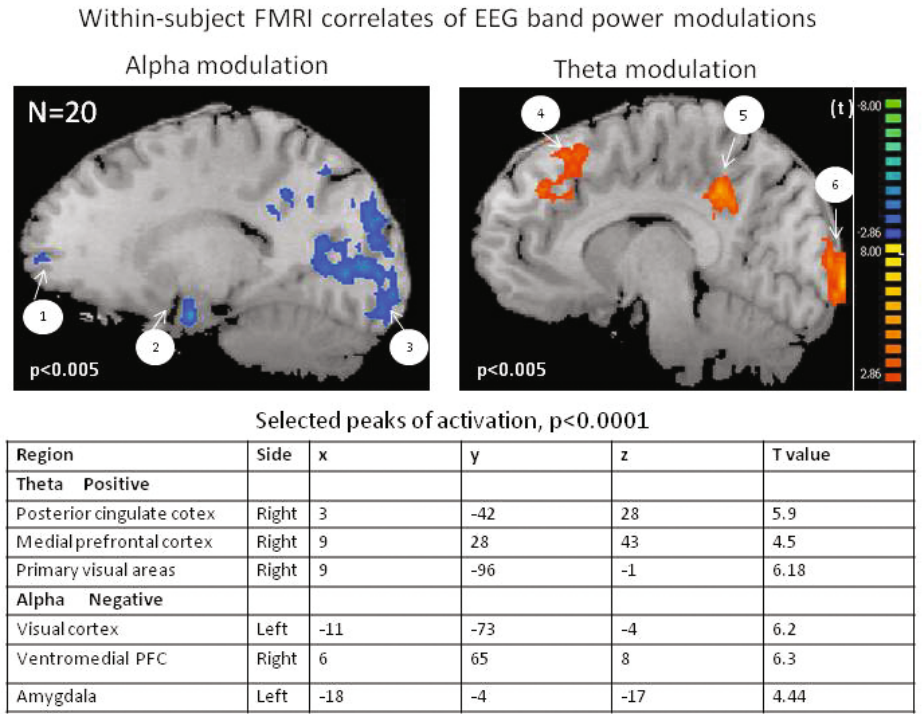 Within-subject FMRI correlates of EEG band power modulations
Alpha modulation
Theta modulation
N=20
1
2
3
p<0.005
4
5
6
(t)
-8.00
-2.86
8.00
2.86
p<0.005
Selected peaks of activation, p<0.0001
Region Side x y z T value
Theta Positive
Posterior cingulate cotex Right 3 -42 28 5.9
Medial prefrontal cortex Right 9 28 43 4.5
Primary visual areas Right 9 -96 -1 6.18
Alpha Negative
Visual cortex Left -11 -73 -4 6.2
Ventromedial PFC Right 6 65 8 6.3
Amygdala Left -18 -4 -17 4.44